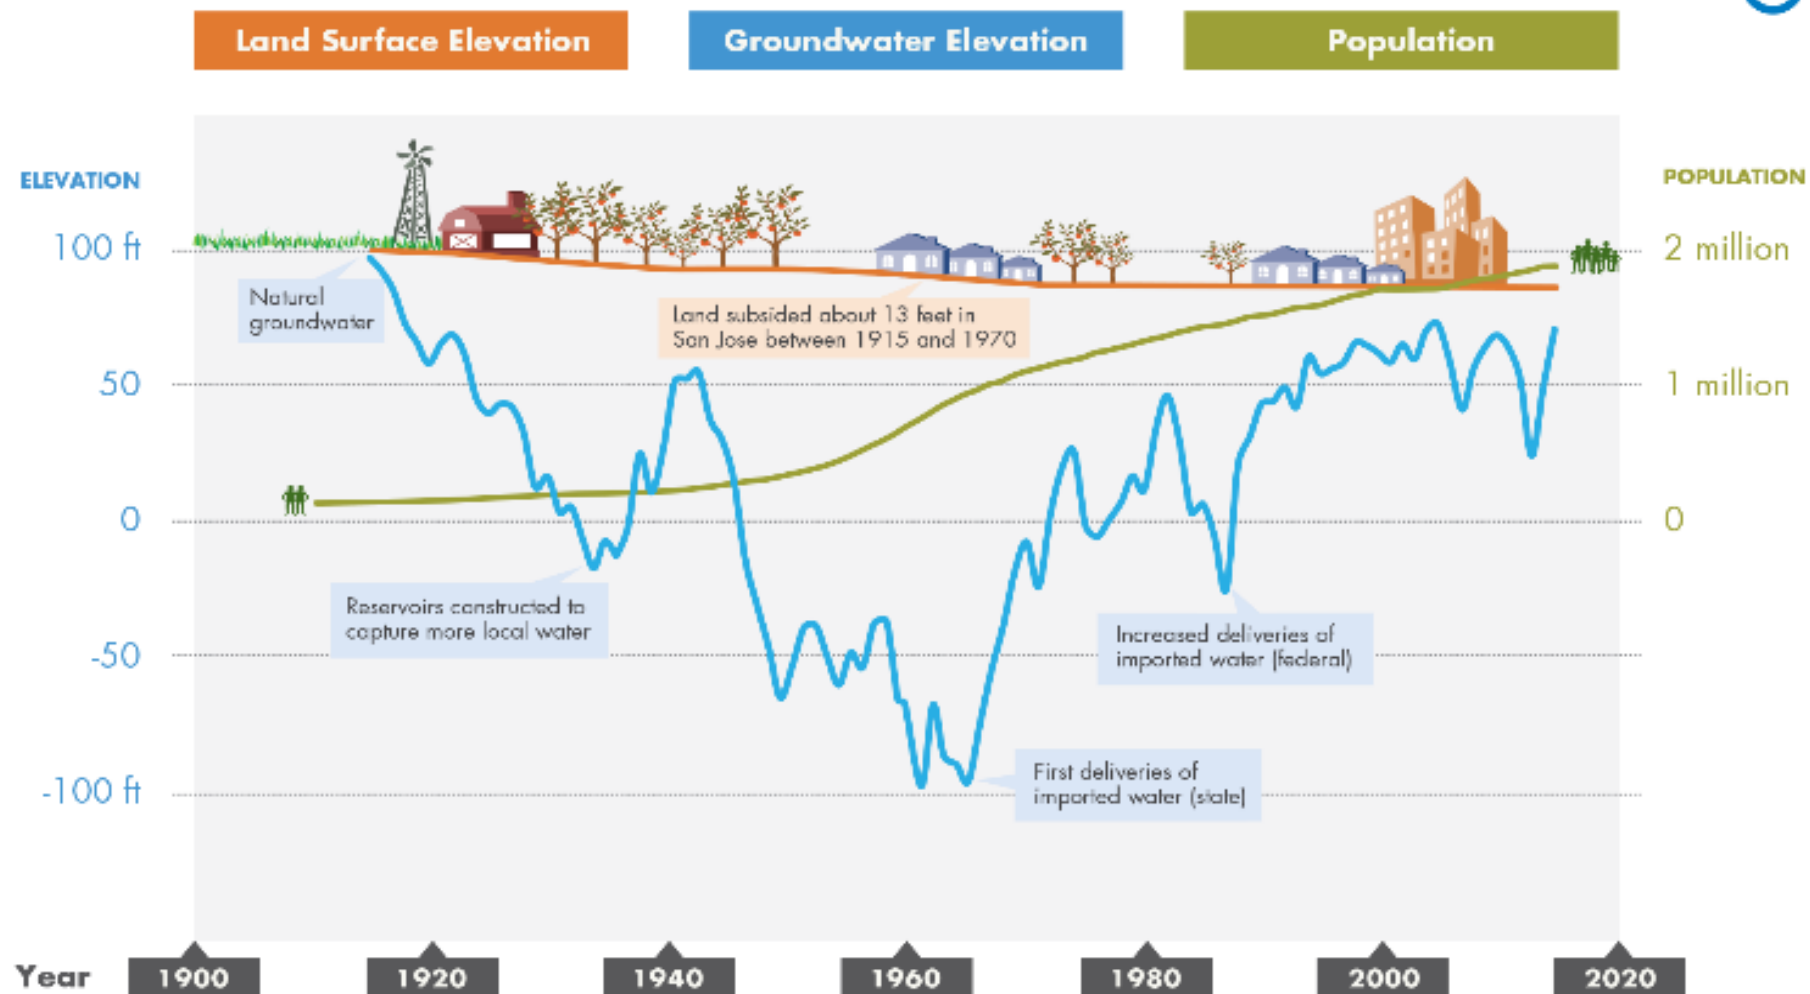 Land Surface Elevation
Groundwater Elevation
Population
ELEVATION
POPULATION
100 ft
2 million
Natural
groundwater
Land subsided about 13 feet in
San Jose between 1915 and 1970
50
1 million
0
0
Reservoirs constructed to
capture more local water
Increased deliveries of
imported water (federal)
-50
First deliveries of
imported water (state)
-100 ft
Year
1900
1920
1940
1960
1980
2000
2020